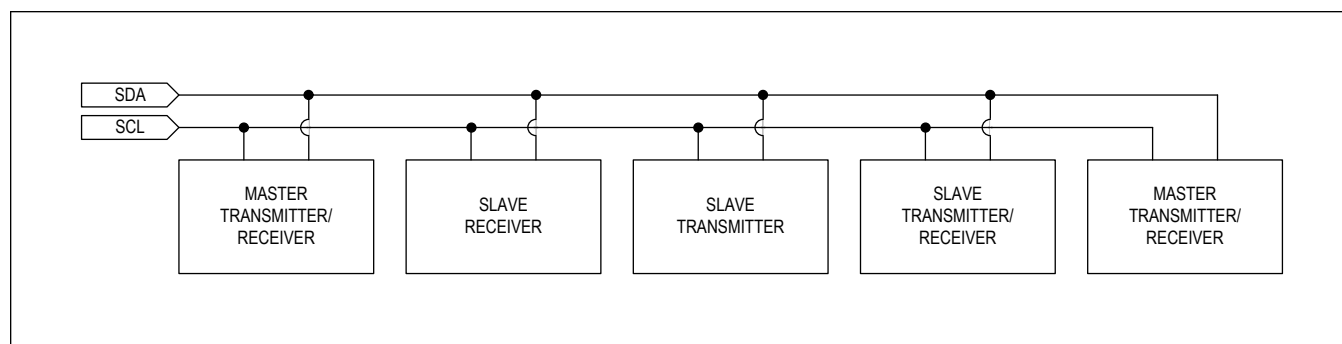 SDA
SCL
MASTER
TRANSMITTER/
RECEIVER
SLAVE
RECEIVER
SLAVE
TRANSMITTER
SLAVE
TRANSMITTER/
RECEIVER
MASTER
TRANSMITTER/
RECEIVER